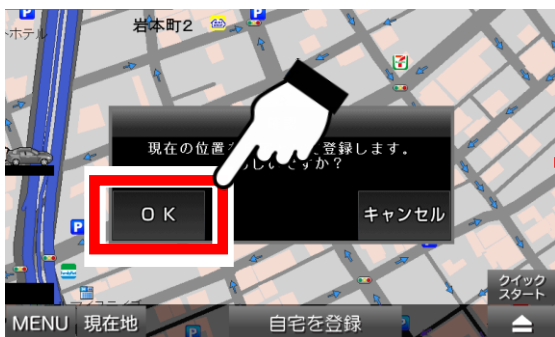 ホテル
岩本町2
現在の位置
を登録します。
すか？
OK
キャンセル
クイック
スタート
MENU
現在地
自宅を登録